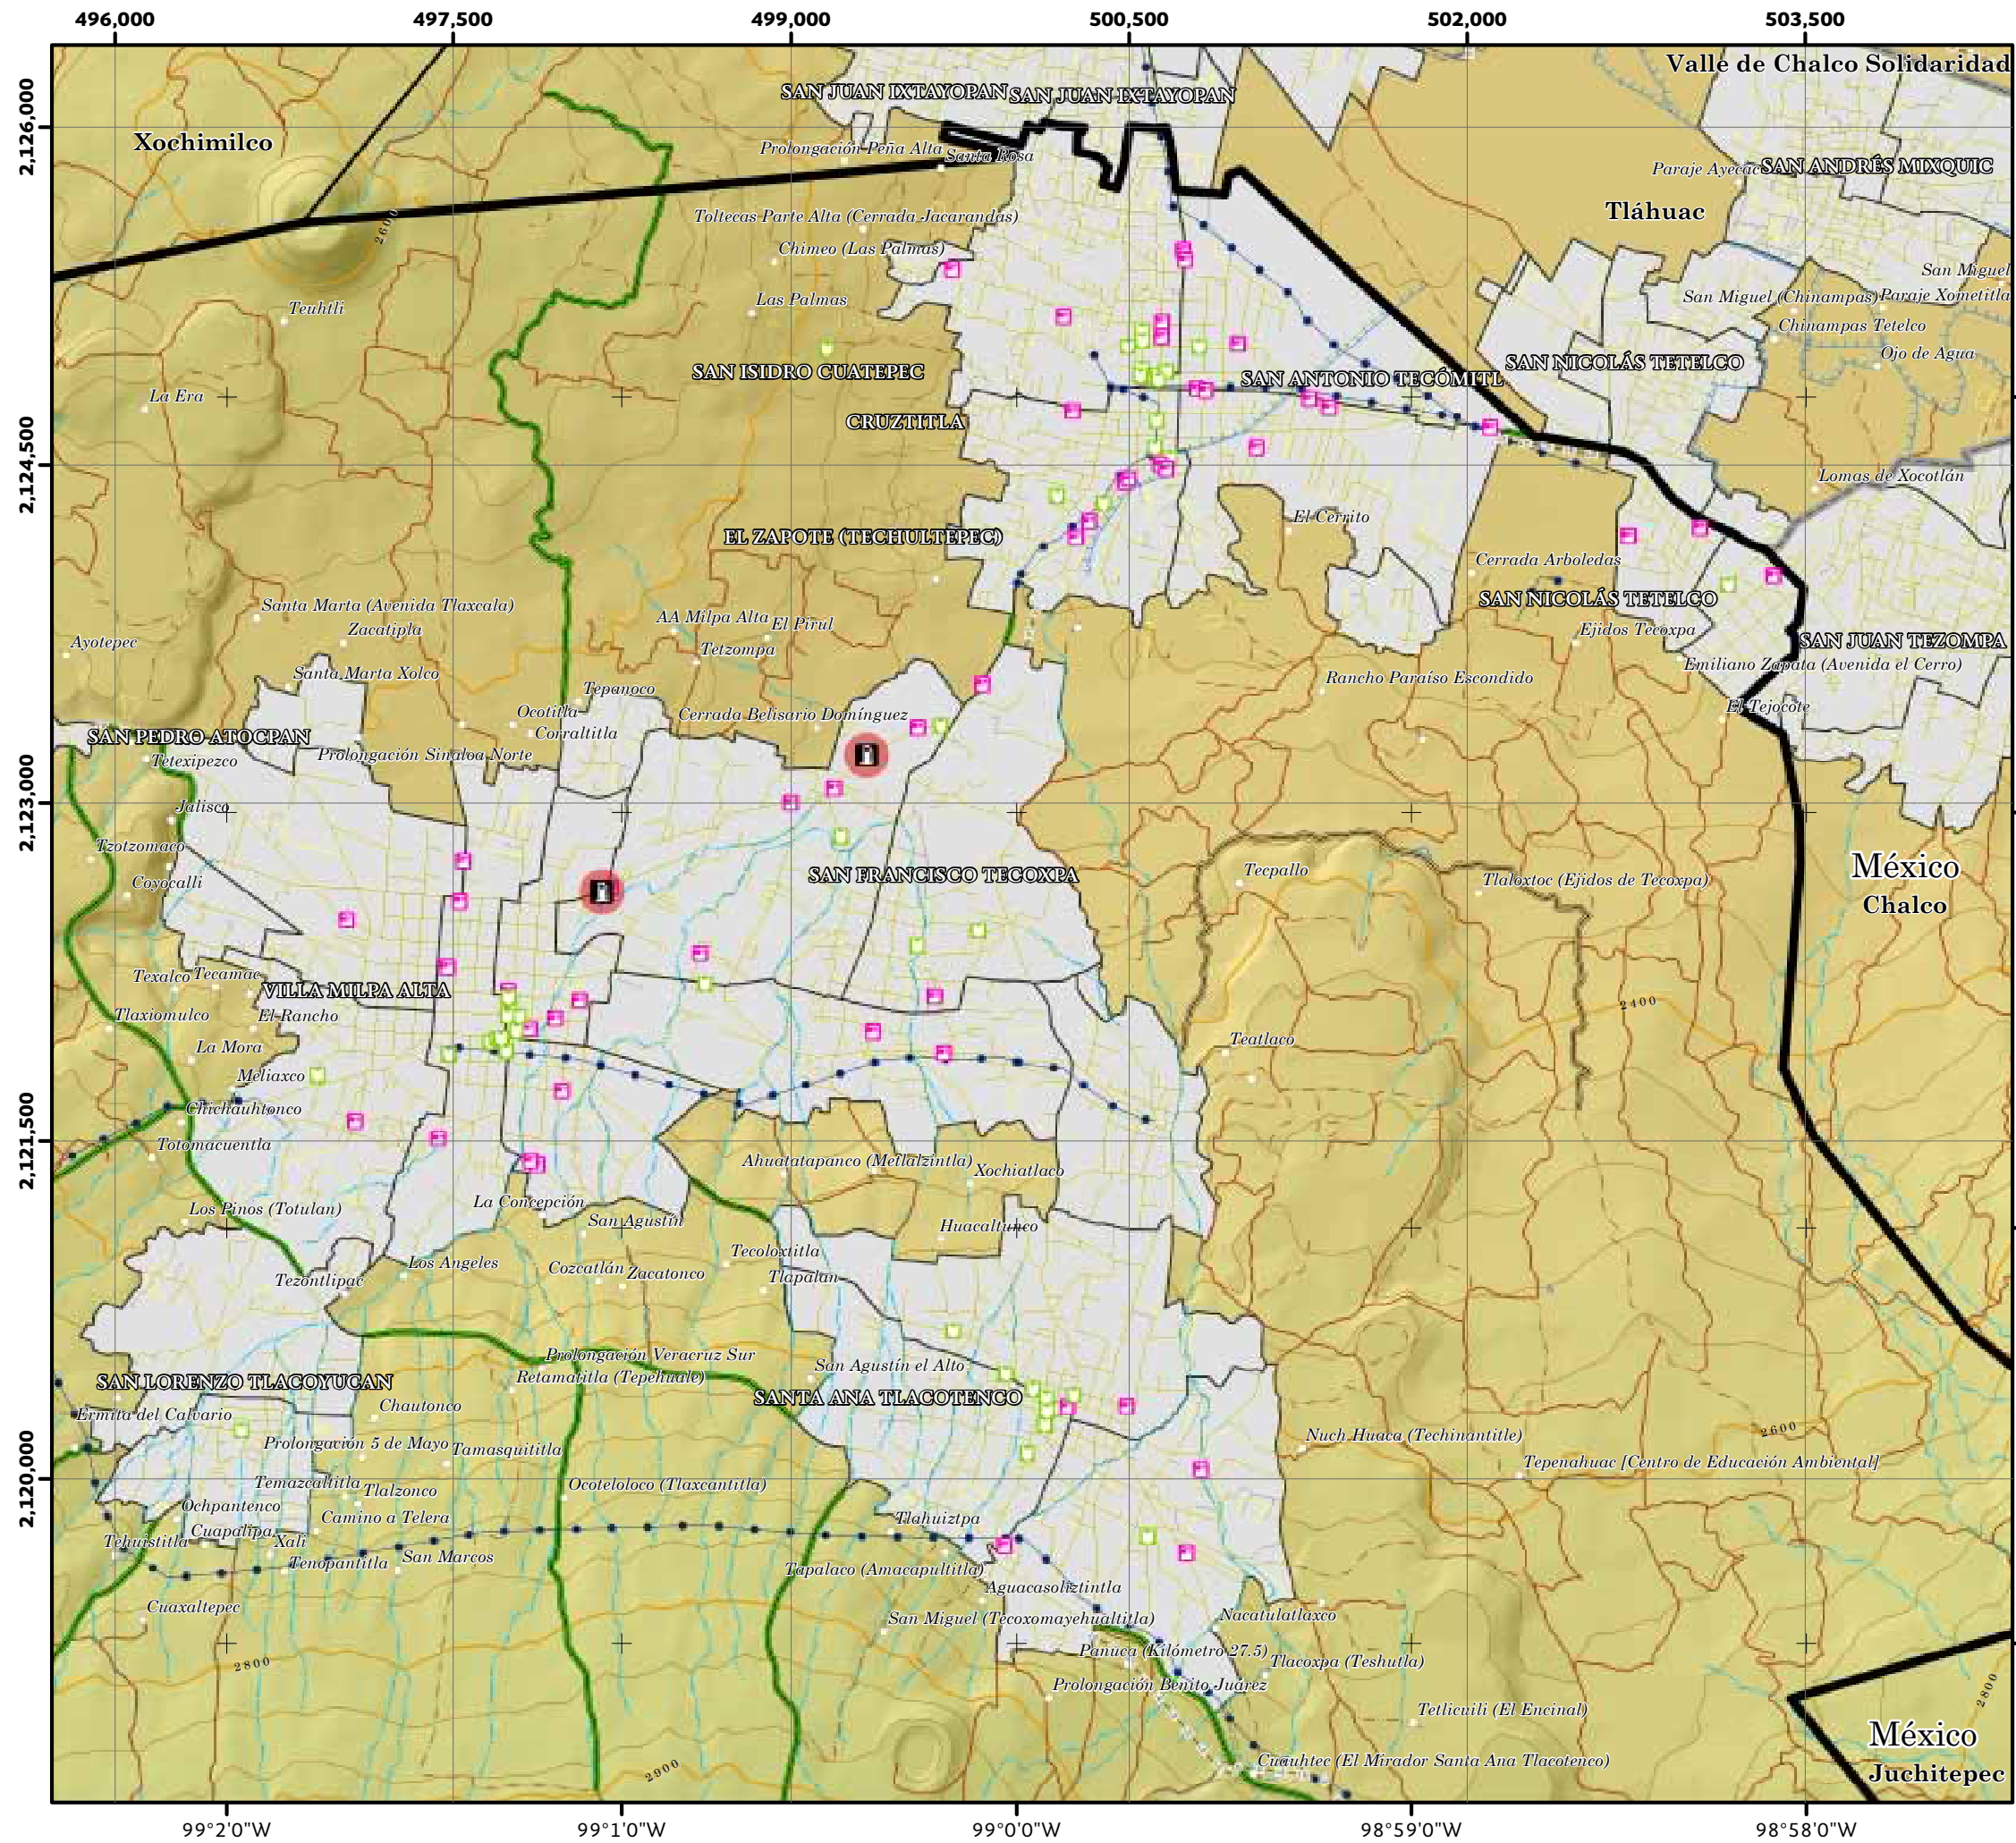 496,000 497,500 499,000 500,500 502,000 503,500
Valle de Chalco Solidaridad
SAN JUAN IXTAYOPAN SAN JUAN IXTAYOPAN
2,126,000
Xochimilco
Prolongación Peña Alta Santa Rosa
Paraje Ayecac SAN ANDRÉS MIXQUIC
Toltecas Parte Alta (Cerrada Jacarandas)
Tláhuac
2600
Chimeo (Las Palmas)
San Miguel
Las Palmas
San Miguel (Chinampas) Paraje Xometitla
Teuhtli
Chinampas Tetelco
Ojo de Agua
SAN ISIDRO CUATEPEC
SAN ANTONIO TECÓMITL SAN NICOLÁS TETELCO
La Era
CRUZTITLA
2,124,500
Lomas de Xocotlán
El Cerrito
EL ZAPOTE (TECHULTEPEC)
Cerrada Arboledas
SAN NICOLÁS TETELCO
Santa Marta (Avenida Tlaxcala)
AA Milpa Alta El Pirul
Zacatipla
Ejidos Tecoxpa
Ayotepec
Tetzompa
SAN JUAN TEZOMPA
Emiliano Zapata (Avenida el Cerro)
Santa Marta Xolco
Rancho Paraíso Escondido
Tepanoco
Ocotitla
Cerrada Belisario Domínguez
El Tejocote
SAN PEDRO ATOCPAN
Corraltitla
Tetexipezco
Prolongación Sinaloa Norte
i
2,123,000
Jalisco
Tzotzomaco
México
Chalco
Coyocalli
SAN FRANCISCO TECOXPA
Tecpallo
Tlaloxtoc (Ejidos de Tecoxpa)
i
Texalco Tecamac
VILLA MILPA ALTA
2400
Tlaxiomulco El Rancho
La Mora
Teatlaco
Meliaxco
Chichauhtonco
2,121,500
Totomacuentla
Ahuatatapanco (Metlalzintla) Xochiatlaco
Los Pinos (Totulan)
La Concepción
San Agustín
Huacaltunco
Tecoloxtitla
Los Angeles
Tezontlipac
Cozcatlán Zacatonco
Tlapalan
Prolongación Veracruz Sur
San Agustín el Alto
Retamatitla (Tepehuale)
SAN LORENZO TLACOYUCAN
SANTA ANA TLACOTENCO
Chautonco
Ermita del Calvario
2600
Nuch Huaca (Techinantitle)
Prolongación 5 de Mayo Tamasquititla
Tepenahuac [Centro de Educación Ambiental]
2,120,000
Temazcaltitla Tlalzonco
Ocoteloloco (Tlaxcantitla)
Ochpantenco
Camino a Telera
Tlahuiztpa
Cuapalipa
Tehuistitla Xali
Tenopantitla San Marcos
Tapalaco (Amacapultitla)
Aguacasoliztintla
Cuaxaltepec
San Miguel (Tecoxomayehualtitla)
Nacatulatlaxco
Panuca (Kilómetro 27.5)
2800
Tlacoxpa (Teshutla)
Prolongación Benito Juárez
2800
Tetlicuili (El Encinal)
México
Juchitepec
2900
Cuauhtec (El Mirador Santa Ana Tlacotenco)
99°2'0"W 99°1'0"W 99°0'0"W 98°59'0"W 98°58'0"W